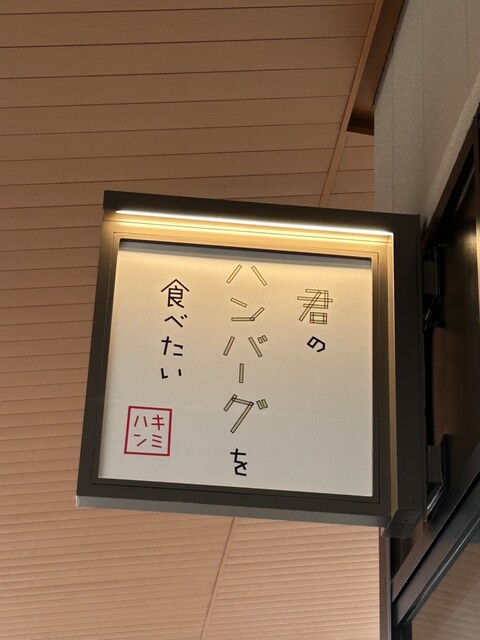 君の
ハンバーグを
食べたい
キミ
ハン